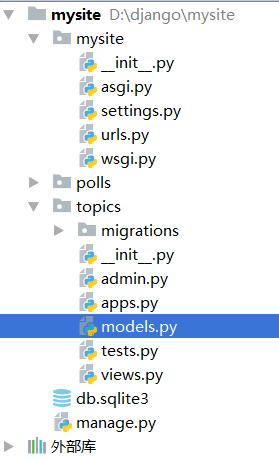 mysite D:\django\mysite
mysite
__init__.py
asgi.py
settings.py
urls.py
wsgi.py
polls
topics
migrations
__init__.py
admin.py
apps.py
models.py
tests.py
views.py
db.sqlite3
manage.py
外部库